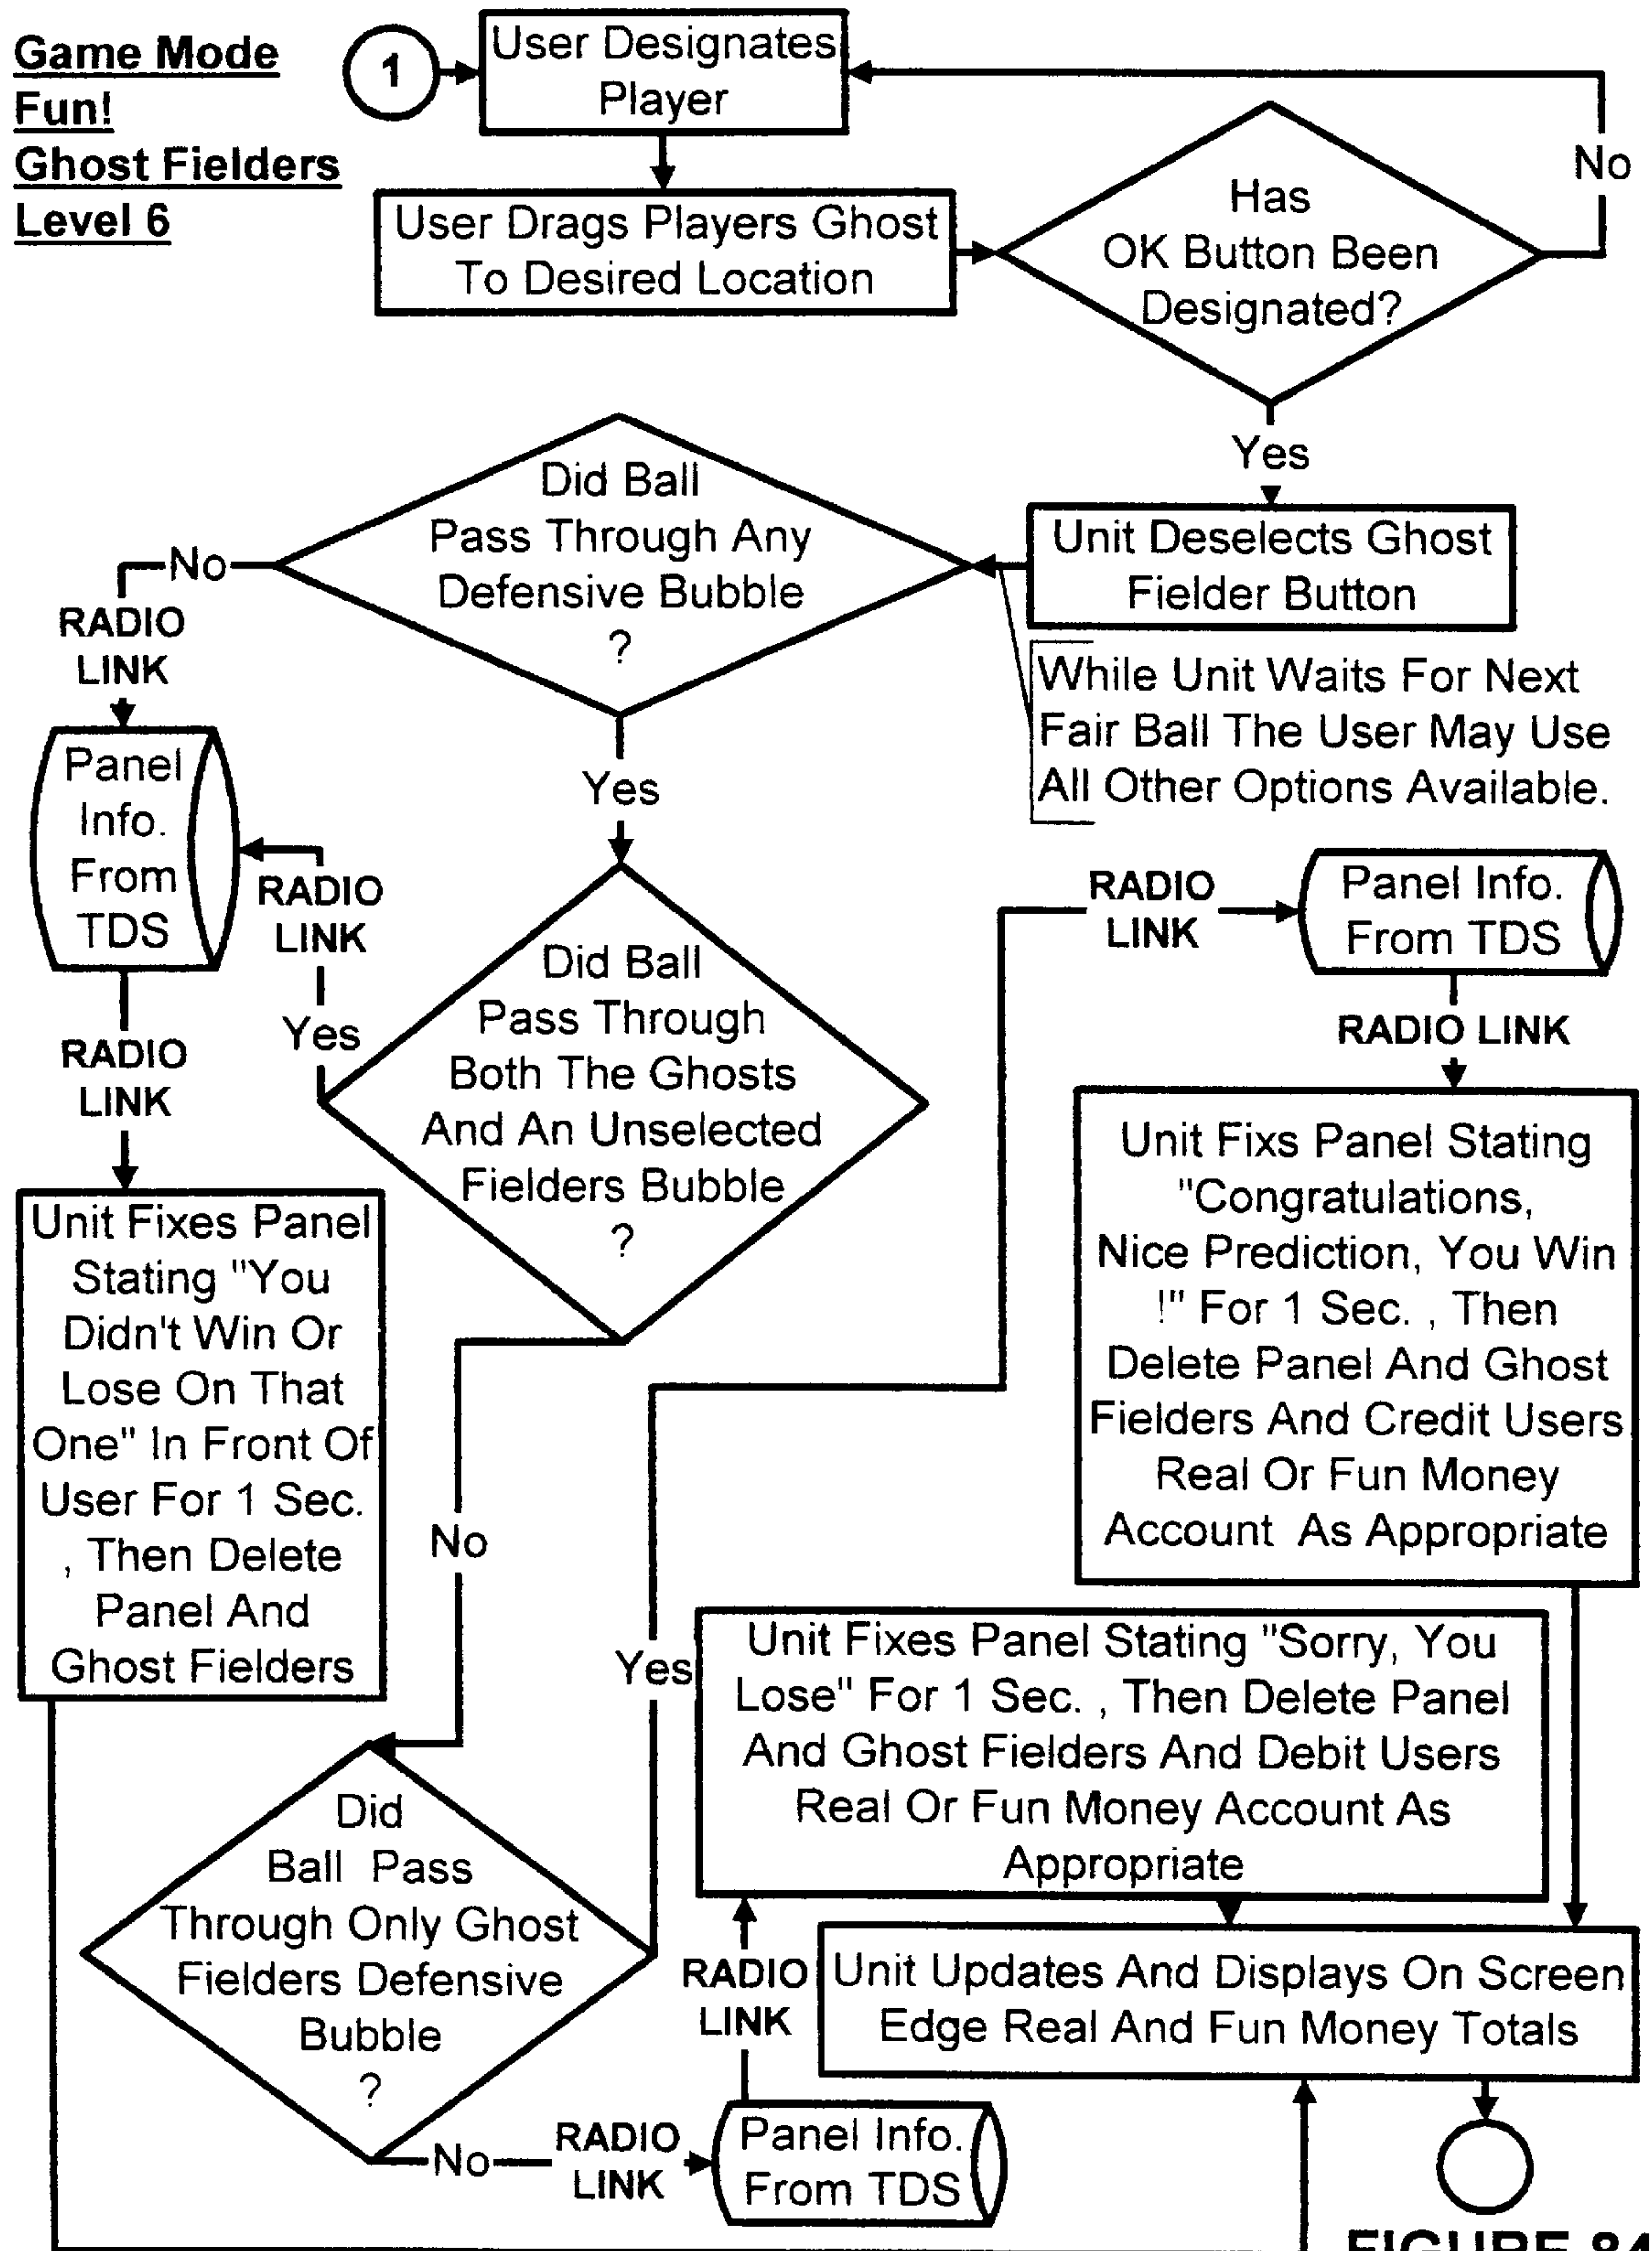 Game Mode
Fun!
Ghost Fielders
Level 6
1
User Designates
Player
No
User Drags Players Ghost
To Desired Location
Has
OK Button Been
Designated?
Yes
Did Ball
Pass Through Any
Defensive Bubble
?
Unit Deselects Ghost
Fielder Button
No
RADIO
LINK
While Unit Waits For Next
Fair Ball The User May Use
All Other Options Available.
Yes
Panel
Info.
From
TDS
RADIO
LINK
Yes
RADIO
LINK
Did Ball
Pass Through
Both The Ghosts
And An Unselected
Fielders Bubble
?
RADIO
LINK
Panel Info.
From TDS
RADIO LINK
Unit Fixs Panel Stating
"Congratulations,
Nice Prediction, You Win
!" For 1 Sec. , Then
Delete Panel And Ghost
Fielders And Credit Users
Real Or Fun Money
Account As Appropriate
Unit Fixes Panel
Stating "You
Didn't Win Or
Lose On That
One" In Front Of
User For 1 Sec.
, Then Delete
Panel And
Ghost Fielders
No
Yes
Unit Fixes Panel Stating "Sorry, You
Lose" For 1 Sec. , Then Delete Panel
And Ghost Fielders And Debit Users
Real Or Fun Money Account As
Appropriate
Did
Ball Pass
Through Only Ghost
Fielders Defensive
Bubble
?
RADIO
LINK
Unit Updates And Displays On Screen
Edge Real And Fun Money Totals
No
RADIO
LINK
Panel Info.
From TDS
FIGURE 84